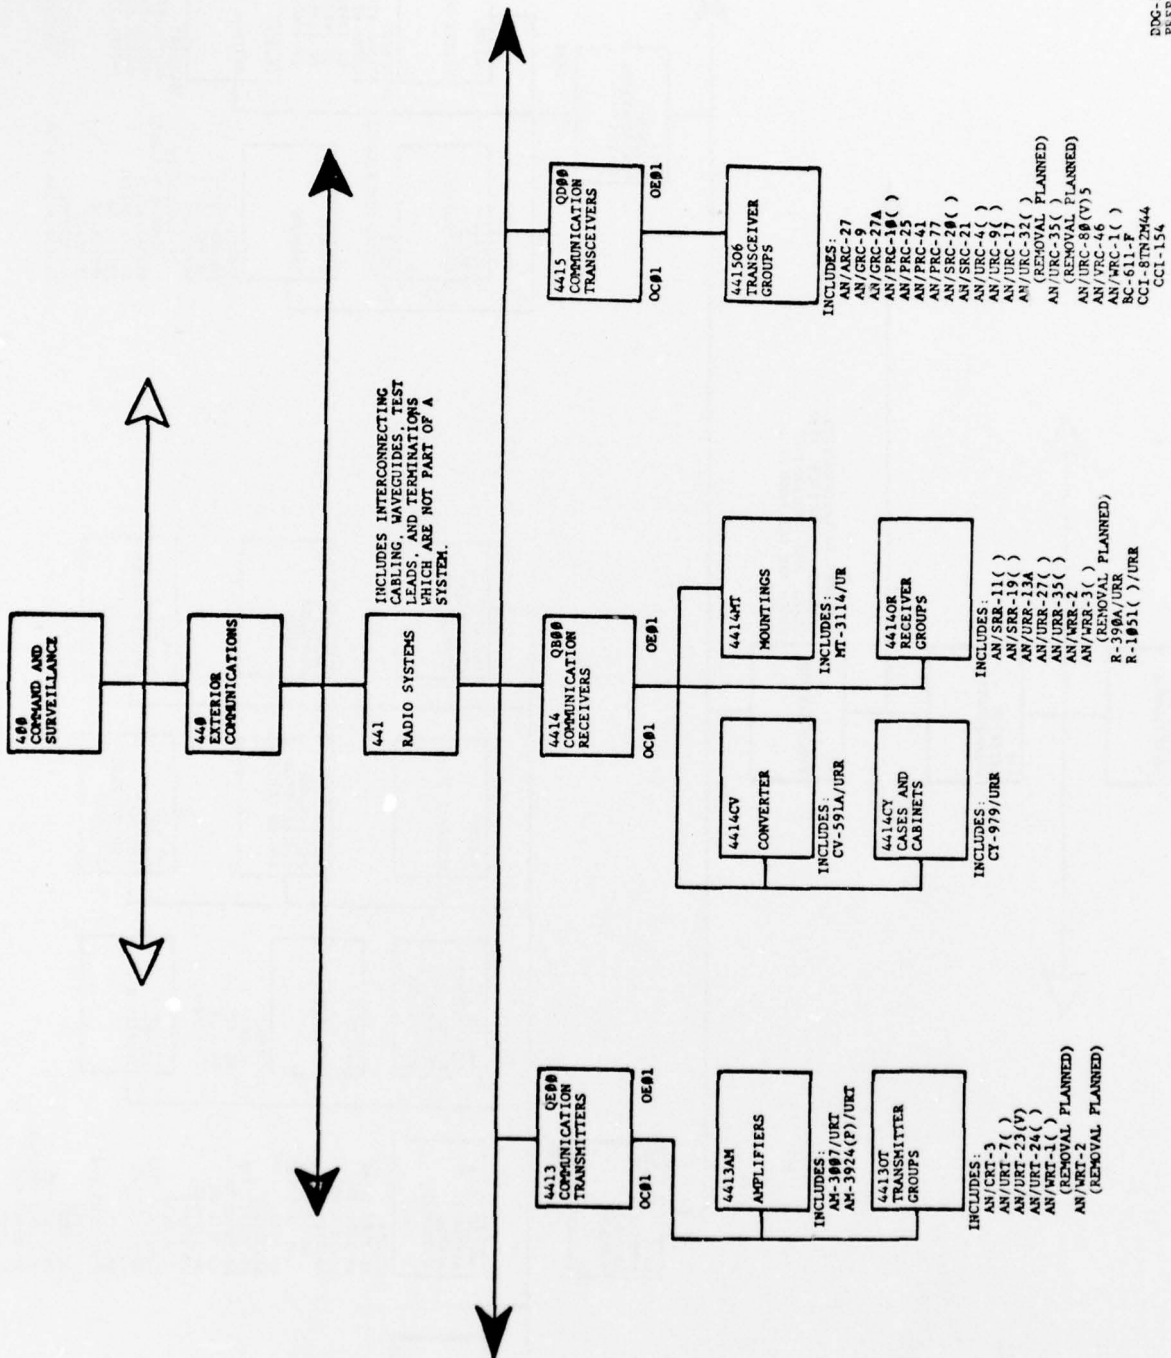 400
COMMAND AND
SURVEILLANCE
440
EXTERIOR
COMMUNICATIONS
441
RADIO SYSTEMS
INCLUDES INTERCONNECTING
CABLING, WAVEGUIDES, TEST
LEADS, AND TERMINATIONS
WHICH ARE NOT PART OF A
SYSTEM.
4413 QE00
COMMUNICATION
TRANSMITTERS
OC01 OE01
4413AM
AMPLIFIERS
INCLUDES:
AM-3007/URT
AM-3924(P)/URT
4413OT
TRANSMITTER
GROUPS
INCLUDES:
AN/CRT-3
AN/URT-7( )
AN/URT-23(V)
AN/URT-24( )
AN/WRT-1( )
(REMOVAL PLANNED)
AN/WRT-2
(REMOVAL PLANNED)
4414 QB00
COMMUNICATION
RECEIVERS
OC01 OE01
4414CV
CONVERTER
INCLUDES:
CV-591A/URR
4414CY
CASES AND
CABINETS
INCLUDES:
CY-979/URR
4414MT
MOUNTINGS
INCLUDES:
MT-3114/UR
4414OR
RECEIVER
GROUPS
INCLUDES:
AN/SRR-11( )
AN/SRR-19( )
AN/URR-13A
AN/URR-27( )
AN/URR-35( )
AN/WRR-2
AN/WRR-3( )
(REMOVAL PLANNED)
R-390A/URR
R-1051( )/URR
4415 QD00
COMMUNICATION
TRANSCEIVERS
OC01 OE01
4415O6
TRANSCEIVER
GROUPS
INCLUDES:
AN/ARC-27
AN/GRC-9
AN/GRC-27A
AN/PRC-10( )
AN/PRC-25
AN/PRC-41
AN/PRC-77
AN/SRC-20( )
AN/SRC-21
AN/URC-4( )
AN/URC-9( )
AN/URC-17
AN/URC-32( )
(REMOVAL PLANNED)
AN/URC-35( )
(REMOVAL PLANNED)
AN/URC-80(V)5
AN/VRC-46
AN/WRC-1( )
BC-611-F
CCI-8TN2M44
CCI-154
DDG-